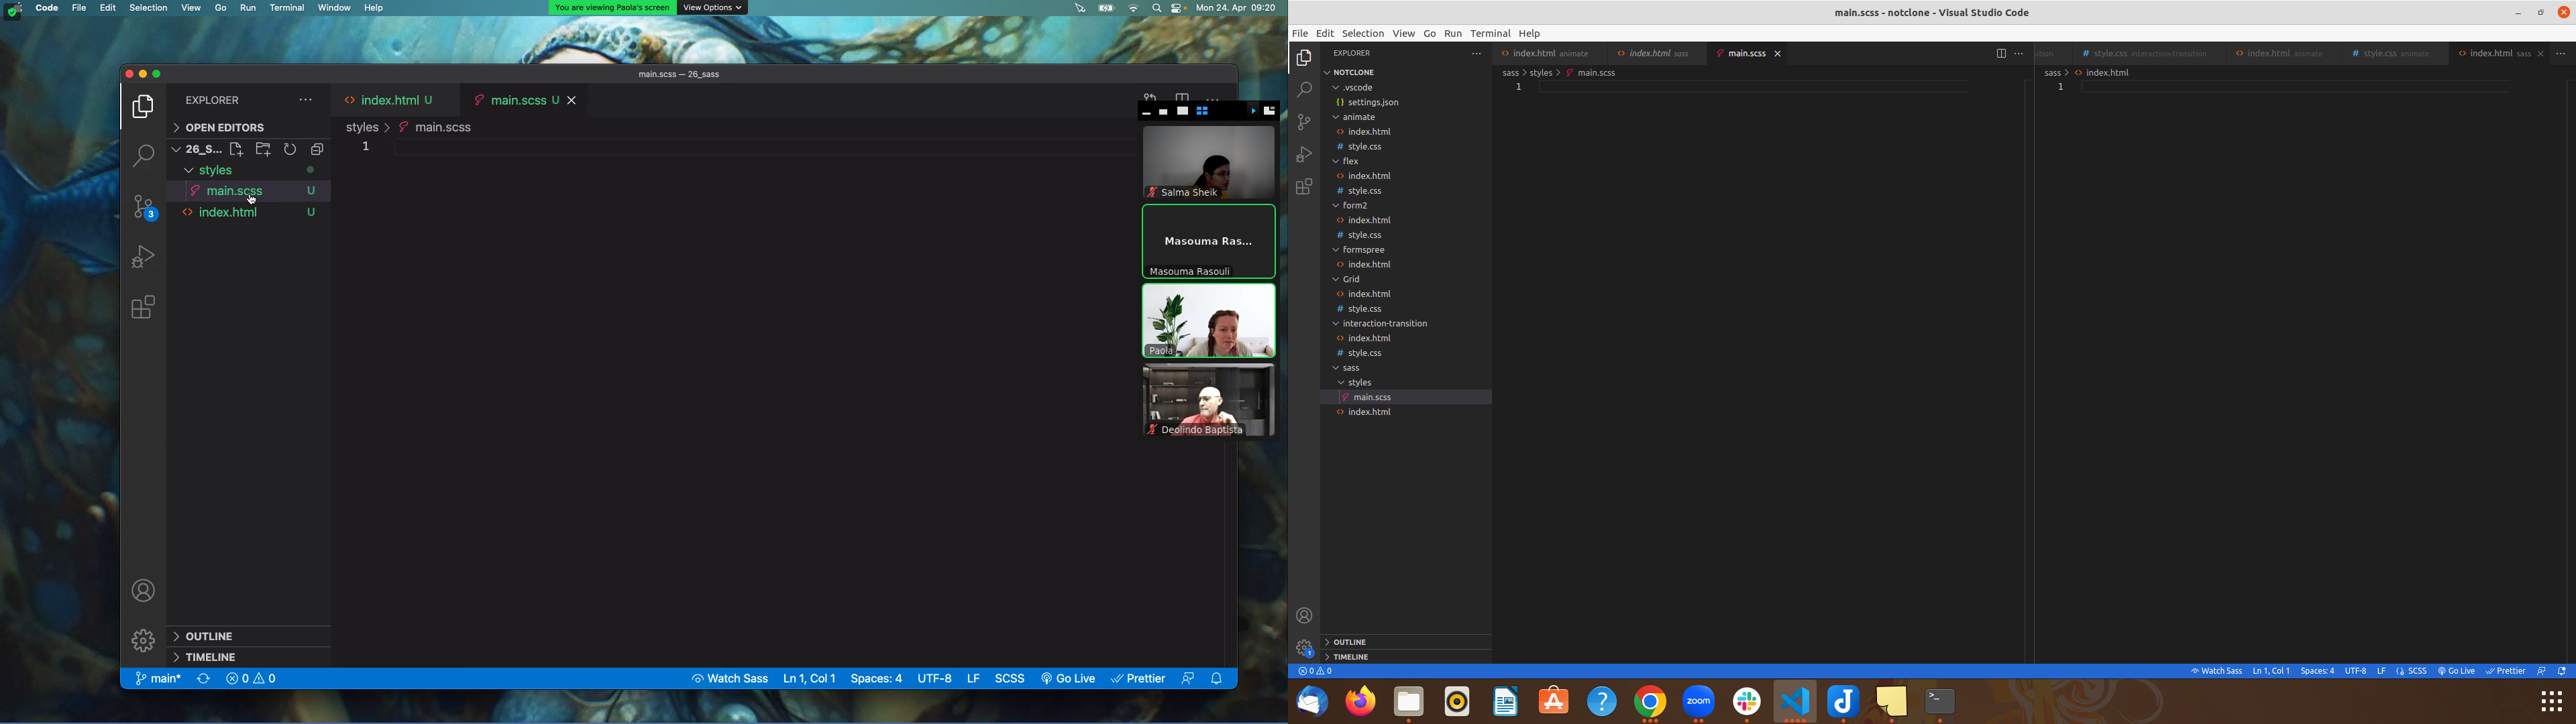 Code File Edit Selection View Go Run Terminal Window Help
You are viewing Paola's screen View Options
Mon 24. Apr 09:20
main.scss — 26_sass
EXPLORER
index.html U
main.scss U
OPEN EDITORS
styles > main.scss
26_S...
1
styles
main.scss U
index.html U
3
OUTLINE
TIMELINE
main* 0 0
Watch Sass Ln 1, Col 1 Spaces: 4 UTF-8 LF SCSS Go Live Prettier
Salma Sheik
Masouma Ras...
Masouma Rasouli
Paola
Deolindo Baptista
main.scss - notclone - Visual Studio Code
File Edit Selection View Go Run Terminal Help
EXPLORER
index.html animate
index.html sass
main.scss
style.css interaction-transition
index.html animate
style.css animate
index.html sass
NOTCLONE
sass > styles > main.scss
sass > index.html
1
1
.vscode
settings.json
animate
index.html
style.css
flex
index.html
style.css
form2
index.html
style.css
formspree
index.html
Grid
index.html
style.css
interaction-transition
index.html
style.css
sass
styles
main.scss
index.html
1
OUTLINE
TIMELINE
0 0
Watch Sass Ln 1, Col 1 Spaces: 4 UTF-8 LF SCSS Go Live Prettier
zoom